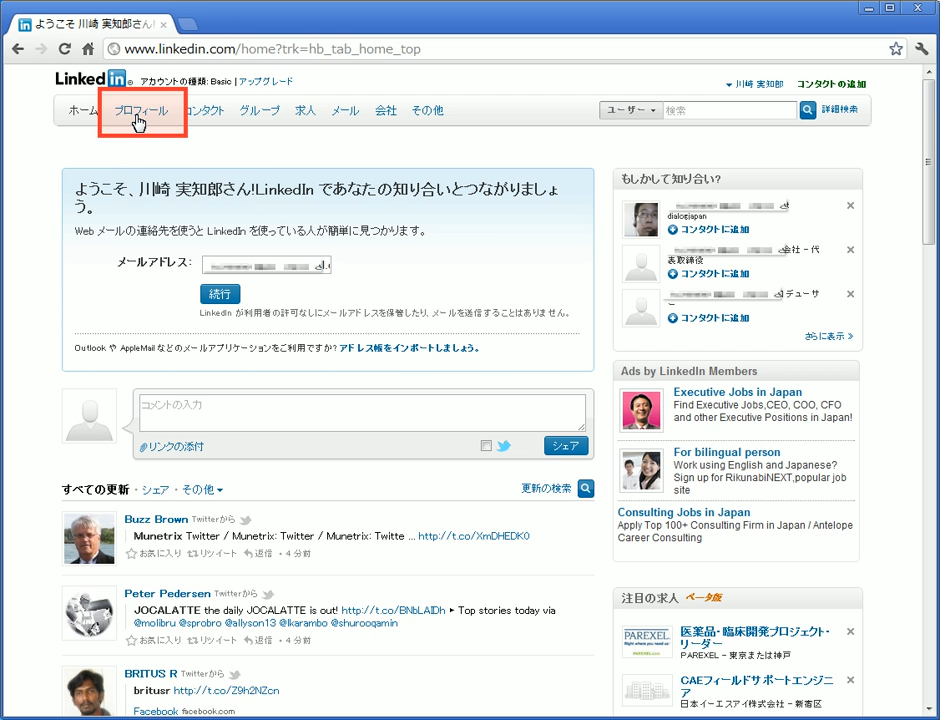 ようこそ 川崎 実知郎さん!
www.linkedin.com/home?trk=hb_tab_home_top
LinkedIn アカウントの種類: Basic | アップグレード
川崎 実知郎 コンタクトの追加
ホーム プロフィール コンタクト グループ 求人 メール 会社 その他
ユーザー 検索 詳細検索
ようこそ、川崎 実知郎さん!LinkedIn であなたの知り合いとつながりましょ
う。
Web メールの連絡先を使うと LinkedIn を使っている人が簡単に見つかります。
メールアドレス:
続行
LinkedIn が利用者の許可なしにメールアドレスを保管したり、メールを送信することはありません。
Outlook や AppleMail などのメールアプリケーションをご利用ですか? アドレス帳をインポートしましょう。
コメントの入力
リンクの添付
シェア
すべての更新 · シェア · その他
更新の検索
Buzz Brown Twitterから
Munetrix Twitter / Munetrix: Twitter / Munetrix: Twitte ... http://t.co/XmDHEDK0
お気に入り リツイート 返信 · 4 分前
Peter Pedersen Twitterから
JOCALATTE the daily JOCALATTE is out! http://t.co/BNbLAIDh ▸ Top stories today via
@molibru @sprobro @allyson13 @lkarambo @shurooqamin
お気に入り リツイート 返信 · 4 分前
BRITUS R Twitterから
britusr http://t.co/Z9h2NZcn
Facebook facebook.com
もしかして知り合い?
dialogjapan
コンタクトに追加
会社 - 代
表取締役
コンタクトに追加
デューサ
ー
コンタクトに追加
さらに表示 »
Ads by LinkedIn Members
Executive Jobs in Japan
Find Executive Jobs,CEO, COO, CFO
and other Executive Positions in Japan!
For bilingual person
Work using English and Japanese?
Sign up for RikunabiNEXT,popular job
site
Consulting Jobs in Japan
Apply Top 100+ Consulting Firm in Japan / Antelope
Career Consulting
注目の求人 ベータ版
PAREXEL
医薬品・臨床開発プロジェクト・
リーダー
PAREXEL - 東京または神戸
CAEフィールドサポートエンジニ
ア
日本イーエスアイ株式会社 - 新宿区